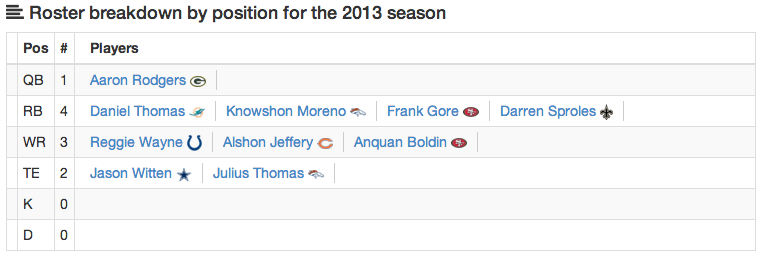 Roster breakdown by position for the 2013 season
Pos # Players
QB 1 Aaron Rodgers
RB 4 Daniel Thomas Knowshon Moreno Frank Gore Darren Sproles
WR 3 Reggie Wayne Alshon Jeffery Anquan Boldin
TE 2 Jason Witten Julius Thomas
K 0
D 0